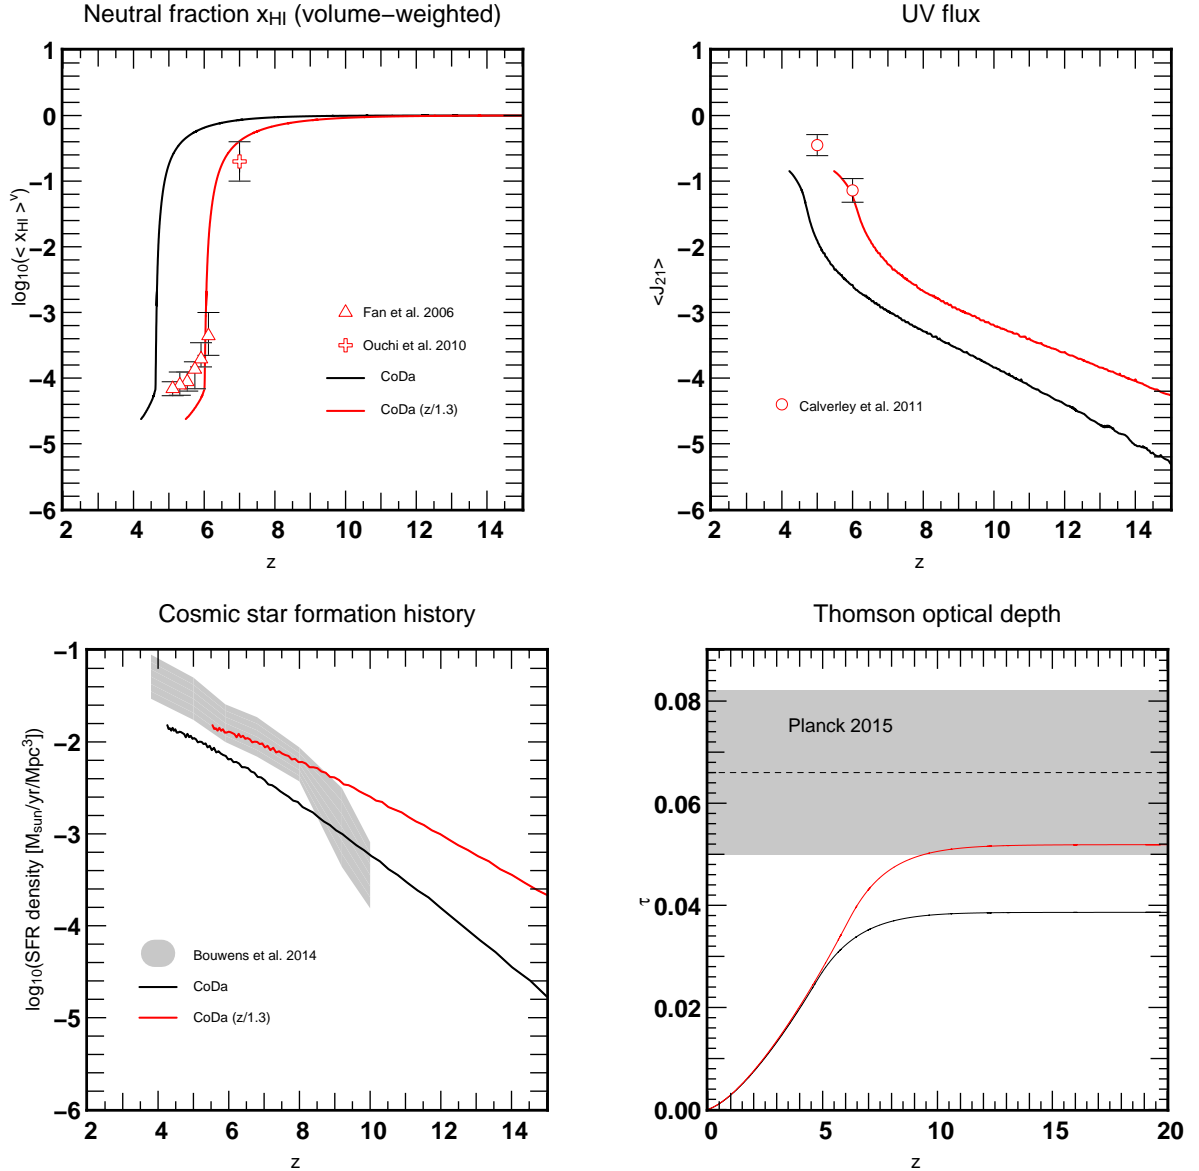 Neutral fraction xHI (volume−weighted)
log10(< xHI >v)
0
−1
−2
−3
−4
−5
−6
2 4 6 8 10 12 14
z
Fan et al. 2006
Ouchi et al. 2010
CoDa
CoDa (z/1.3)
UV flux
<J21>
1
0
−1
−2
−3
−4
−5
−6
2 4 6 8 10 12 14
z
Calverley et al. 2011
Cosmic star formation history
log10(SFR density [Msun/yr/Mpc3])
−1
−2
−3
−4
−5
−6
2 4 6 8 10 12 14
z
Bouwens et al. 2014
CoDa
CoDa (z/1.3)
Thomson optical depth
τ
0.08
0.06
0.04
0.02
0.00
0 5 10 15 20
z
Planck 2015